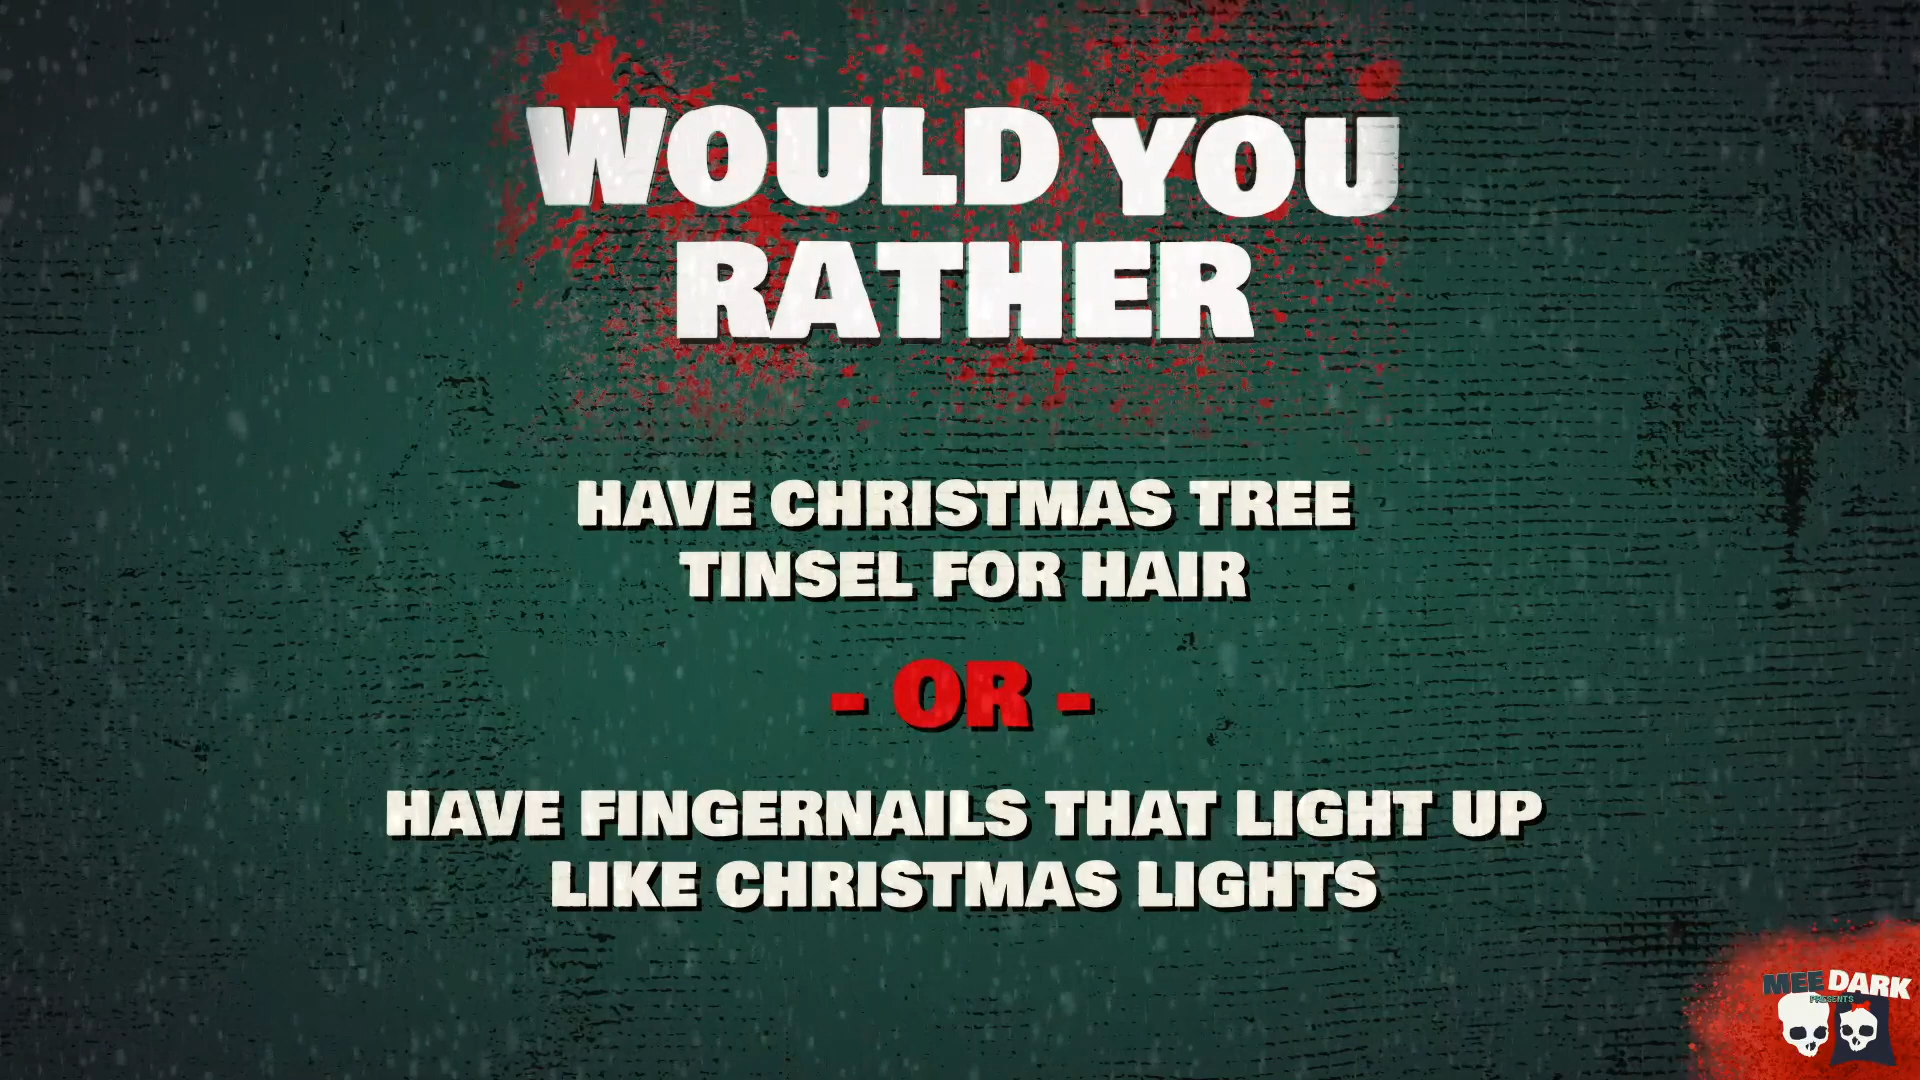 WOULD YOU
RATHER
HAVE CHRISTMAS TREE
TINSEL FOR HAIR
- OR -
HAVE FINGERNAILS THAT LIGHT UP
LIKE CHRISTMAS LIGHTS
MEE DARK
PRESENTS